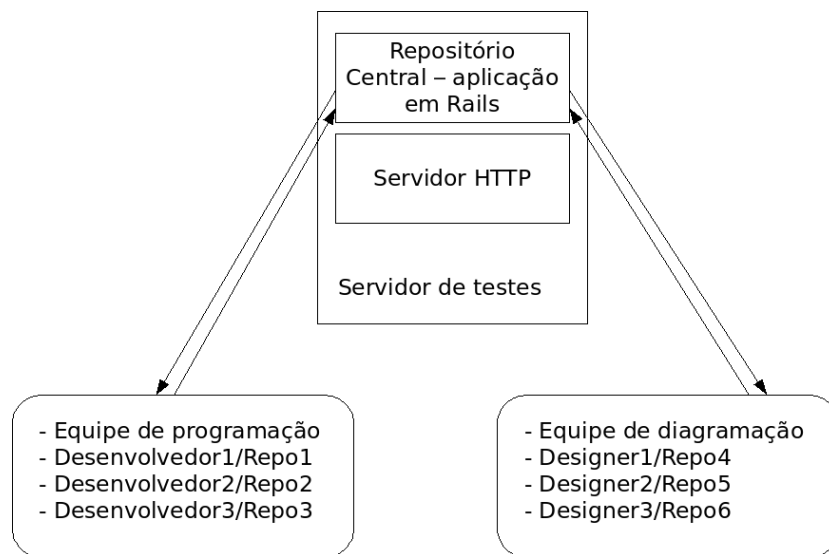 Repositório
Central – aplicação
em Rails
Servidor HTTP
Servidor de testes
- Equipe de programação
- Desenvolvedor1/Repo1
- Desenvolvedor2/Repo2
- Desenvolvedor3/Repo3
- Equipe de diagramação
- Designer1/Repo4
- Designer2/Repo5
- Designer3/Repo6